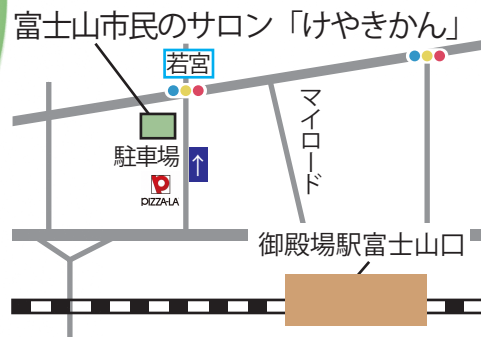 富士山市民のサロン「けやきかん」
若宮
マイロード
駐車場
↑
PIZZA-LA
御殿場駅富士山口